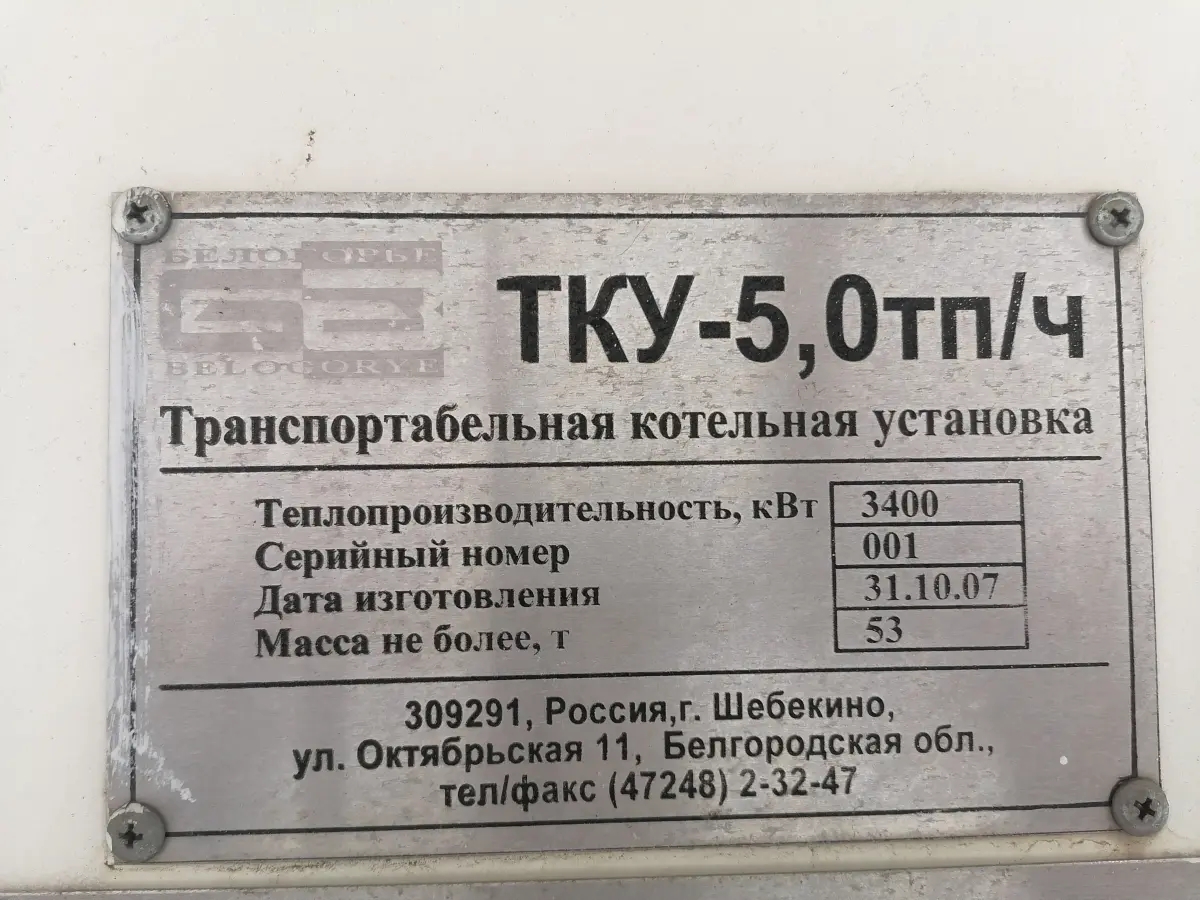 БЕЛОГОРЬЕ
BELOGORYE
ТКУ-5,0тп/ч
Транспортабельная котельная установка
Теплопроизводительность, кВт 3400
Серийный номер 001
Дата изготовления 31.10.07
Масса не более, т 53
309291, Россия,г. Шебекино,
ул. Октябрьская 11, Белгородская обл.,
тел/факс (47248) 2-32-47